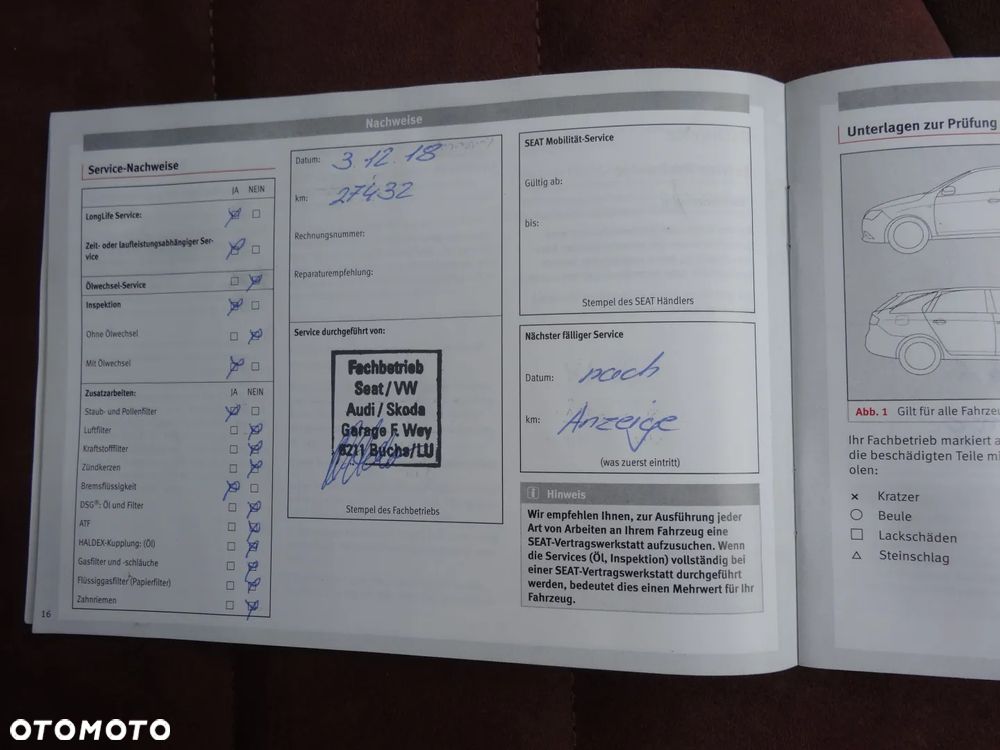 Nachweise
Service-Nachweise
JA NEIN
LongLife Service:
Zeit- oder laufleistungsabhängiger Ser-
vice
Ölwechsel-Service
Inspektion
Ohne Ölwechsel
Mit Ölwechsel
Zusatzarbeiten: JA NEIN
Staub- und Pollenfilter
Luftfilter
Kraftstofffilter
Zündkerzen
Bremsflüssigkeit
DSG®: Öl und Filter
ATF
HALDEX-Kupplung: (Öl)
Gasfilter und -schläuche
Flüssiggasfilter (Papierfilter)
Zahnriemen
16
Datum: 3.12.18
km: 27432
Rechnungsnummer:
Reparaturempfehlung:
Service durchgeführt von:
Fachbetrieb
Seat/VW
Audi/Skoda
Garage F. Wey
6211 Buchs/LU
Stempel des Fachbetriebs
SEAT Mobilität-Service
Gültig ab:
bis:
Stempel des SEAT Händlers
Nächster fälliger Service
Datum: nach
km: Anzeige
(was zuerst eintritt)
Hinweis
Wir empfehlen Ihnen, zur Ausführung jeder
Art von Arbeiten an Ihrem Fahrzeug eine
SEAT-Vertragswerkstatt aufzusuchen. Wenn
die Services (Öl, Inspektion) vollständig bei
einer SEAT-Vertragswerkstatt durchgeführt
werden, bedeutet dies einen Mehrwert für Ihr
Fahrzeug.
Unterlagen zur Prüfung
Abb. 1 Gilt für alle Fahrzeu
Ihr Fachbetrieb markiert a
die beschädigten Teile mi
olen:
Kratzer
Beule
Lackschäden
Steinschlag
OTOMOTO